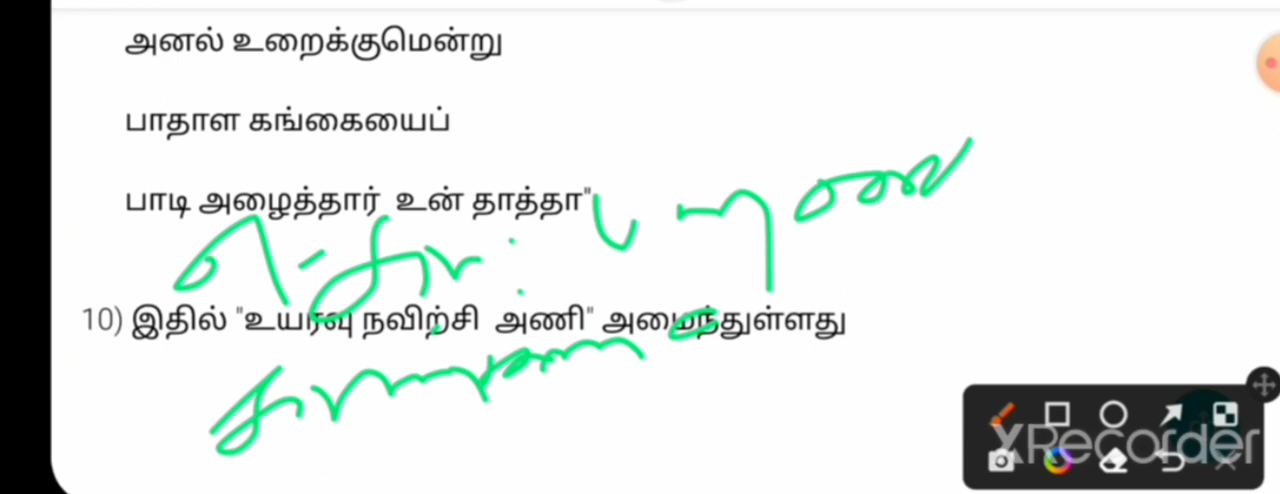 அனல் உறைக்குமென்று
பாதாள கங்கையைப்
பாடி அழைத்தார் உன் தாத்தா"
10) இதில் "உயர்வு நவிற்சி அணி" அமைந்துள்ளது
XRecorder